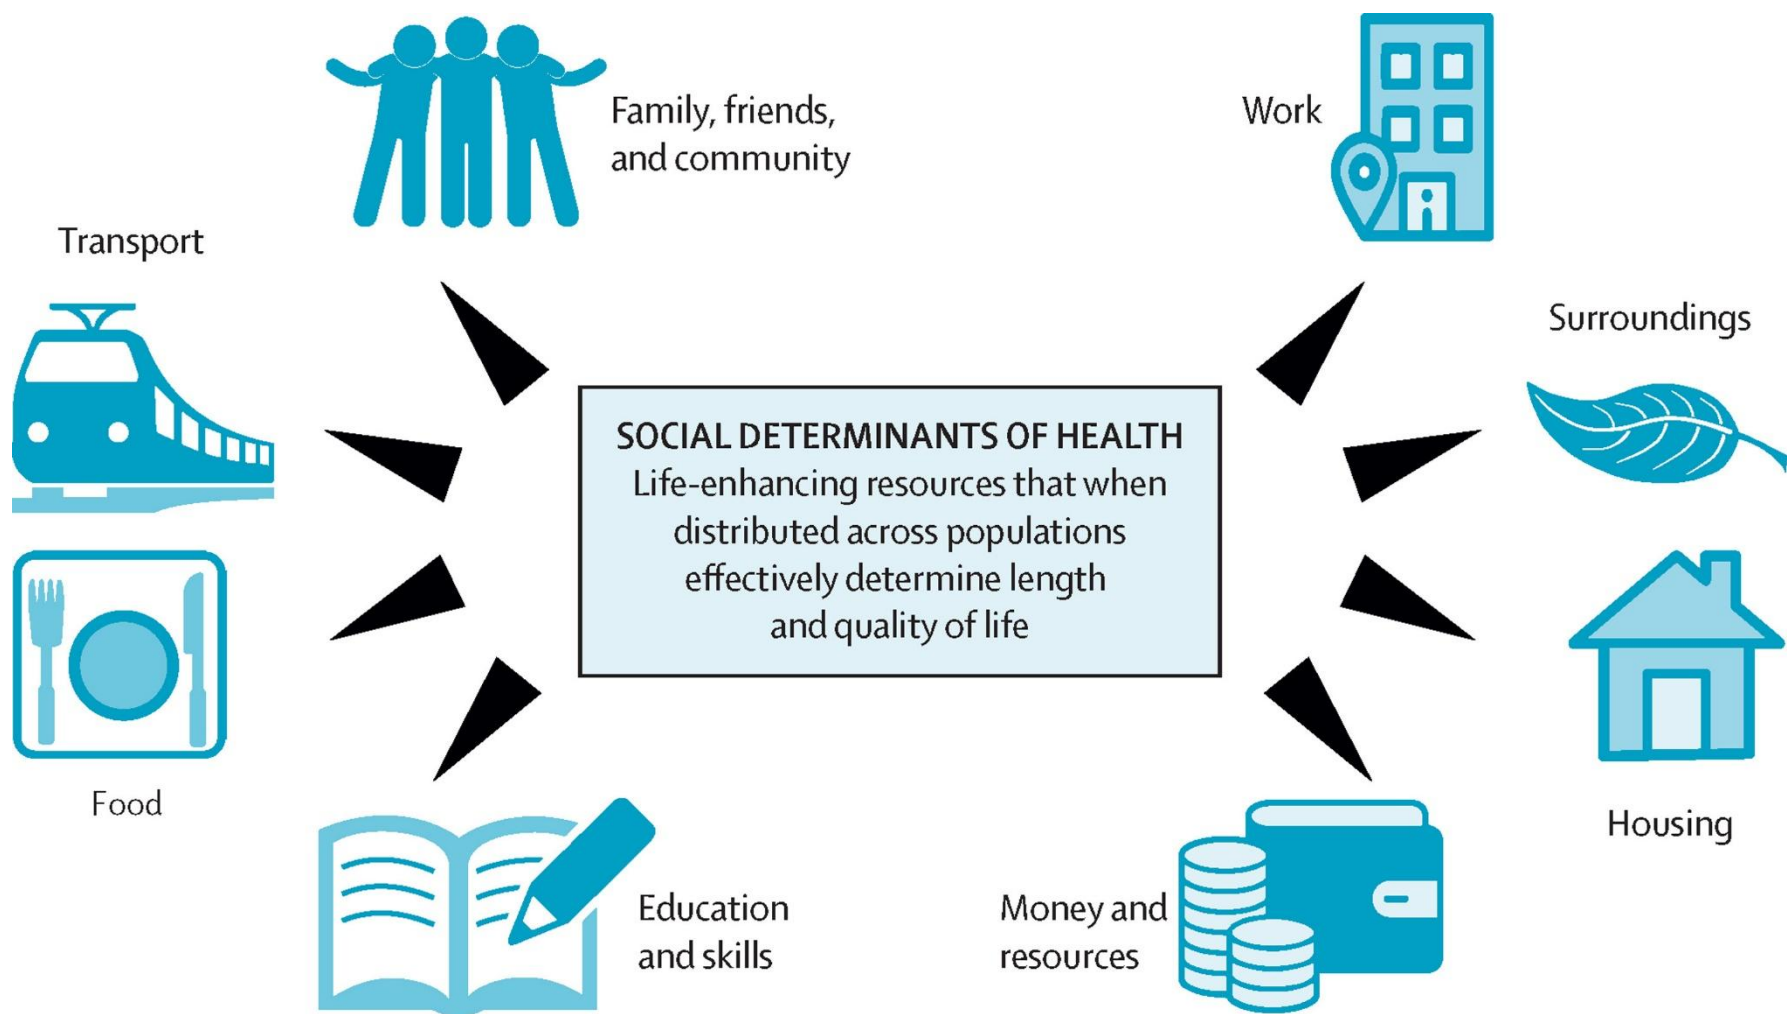 Family, friends,
and community
Work
Transport
Surroundings
SOCIAL DETERMINANTS OF HEALTH
Life-enhancing resources that when
distributed across populations
effectively determine length
and quality of life
Food
Housing
Education
and skills
Money and
resources